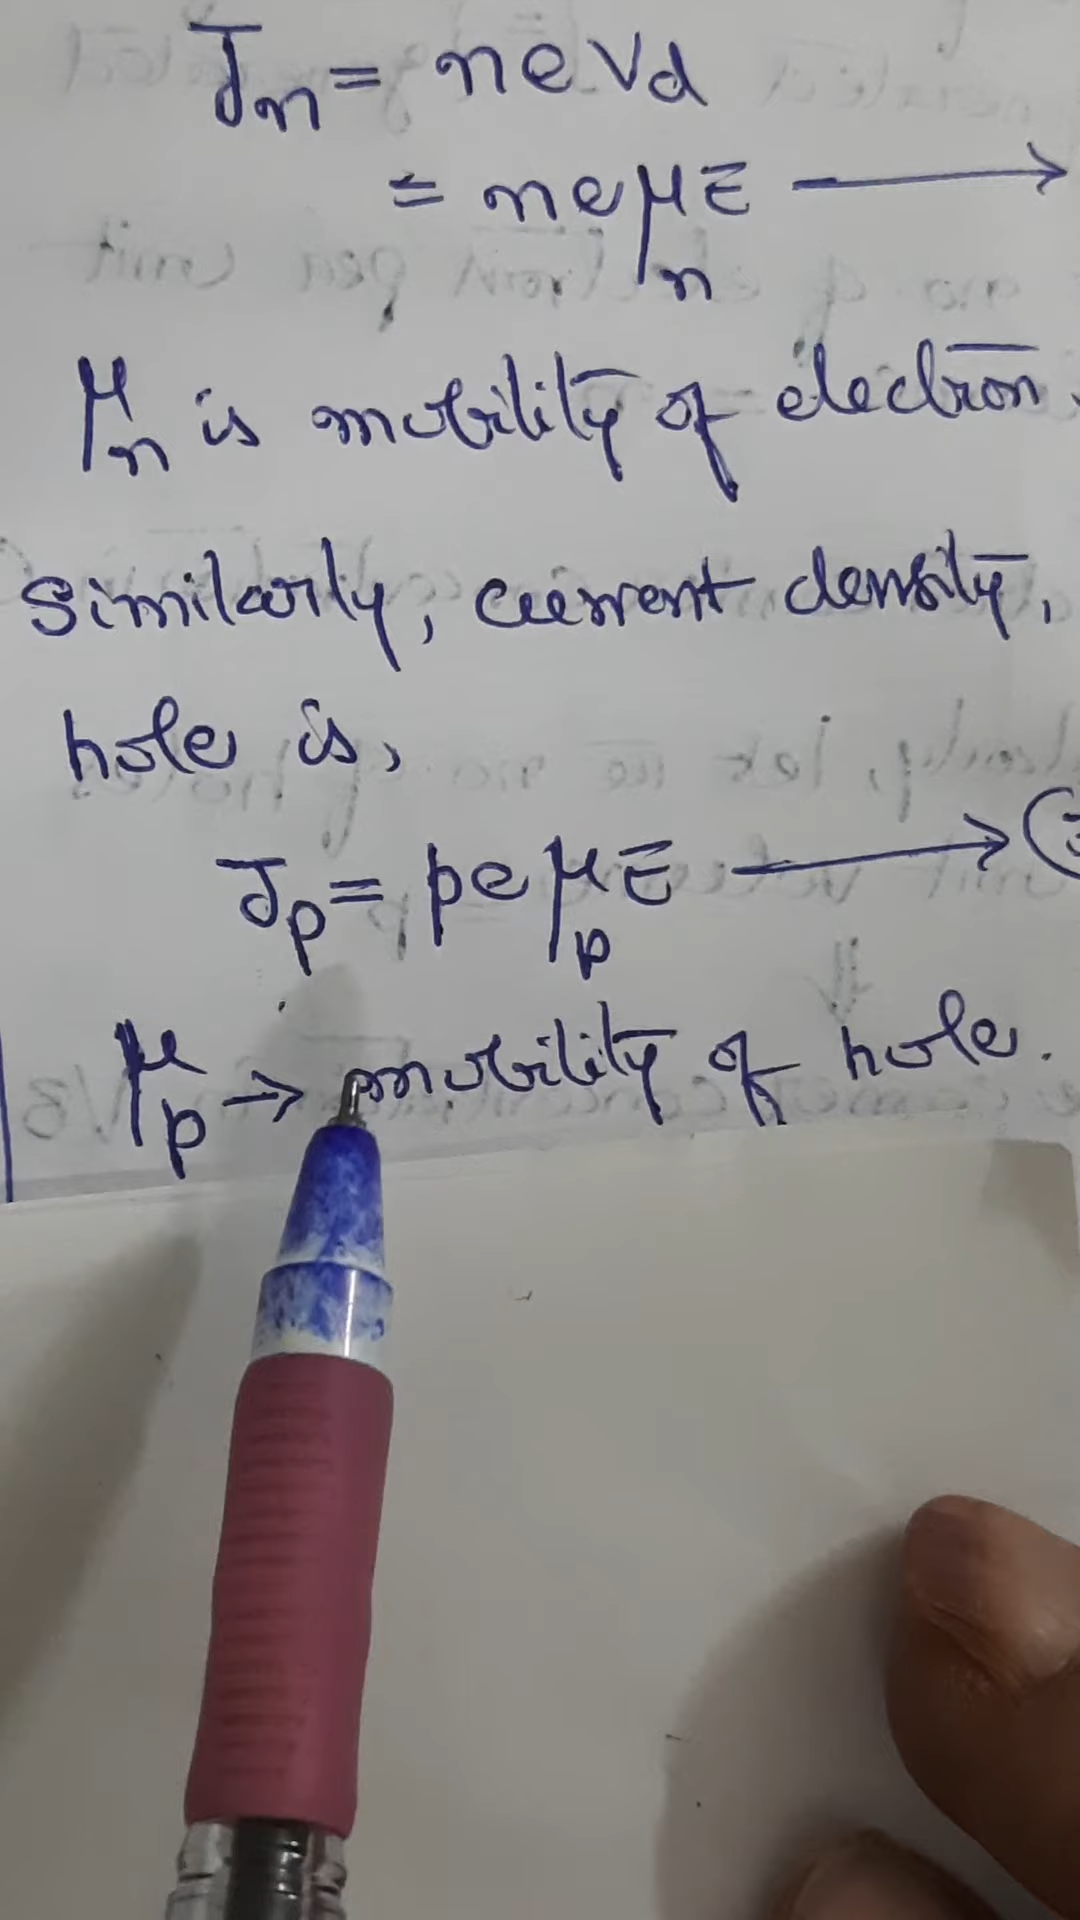 Jn = nevd
= neμnE →
μn is mobility of electron.
Similarly, current density,
hole is,
Jp = peμpE →
μp → mobility of hole.